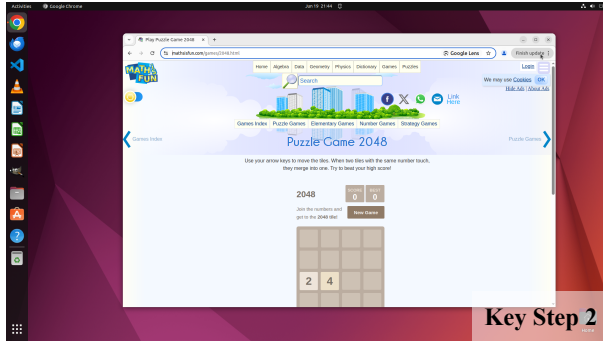 Activities Google Chrome Jun 19 21:44
Play Puzzle Game 2048
mathsisfun.com/games/2048.html Google Lens Finish update
MATHS IS FUN
Home Algebra Data Geometry Physics Dictionary Games Puzzles
Login
Search
We may use Cookies OK
Hide Ads | About Ads
Link Here
Games Index Puzzle Games Elementary Games Number Games Strategy Games
Games Index
Puzzle Game 2048
Puzzle Games
Use your arrow keys to move the tiles. When two tiles with the same number touch,
they merge into one. Try to beat your high score!
2048
SCORE 0
BEST 0
Join the numbers and
get to the 2048 tile!
New Game
2 4
Key Step 2
Home